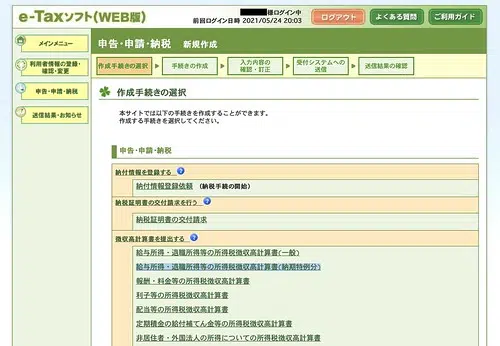 e-Taxソフト(WEB版)
様ログイン中
前回ログイン日時 2021/05/24 20:03
ログアウト
よくある質問
ご利用ガイド
メインメニュー
利用者情報の登録・
確認・変更
申告・申請・納税
送信結果・お知らせ
申告・申請・納税 新規作成
作成手続きの選択
手続きの作成
入力内容の
確認・訂正
受付システムへの
送信
送信結果の確認
作成手続きの選択
本サイトでは以下の手続きを作成することができます。
作成する手続きを選択してください。
申告・申請・納税
納付情報を登録する ?
納付情報登録依頼 (納税手続の開始)
納税証明書の交付請求を行う ?
納税証明書の交付請求
徴収高計算書を提出する ?
給与所得・退職所得等の所得税徴収高計算書(一般)
給与所得・退職所得等の所得税徴収高計算書(納期特例分)
報酬・料金等の所得税徴収高計算書
利子等の所得税徴収高計算書
配当等の所得税徴収高計算書
定期積金の給付補てん金等の所得税徴収高計算書
非居住者・外国法人の所得についての所得税徴収高計算書